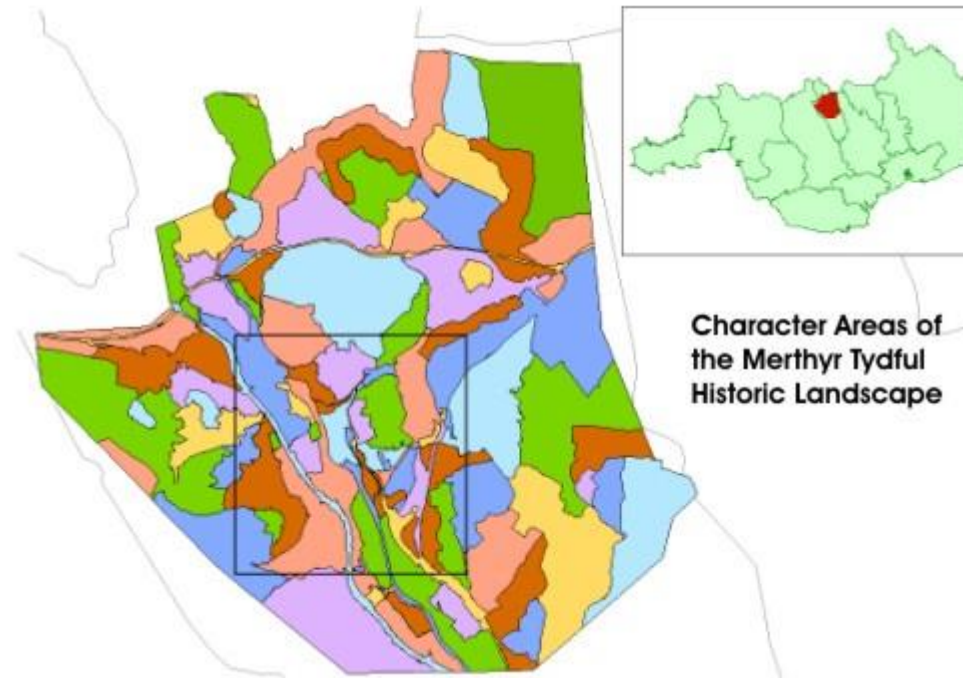 Character Areas of
the Merthyr Tydful
Historic Landscape